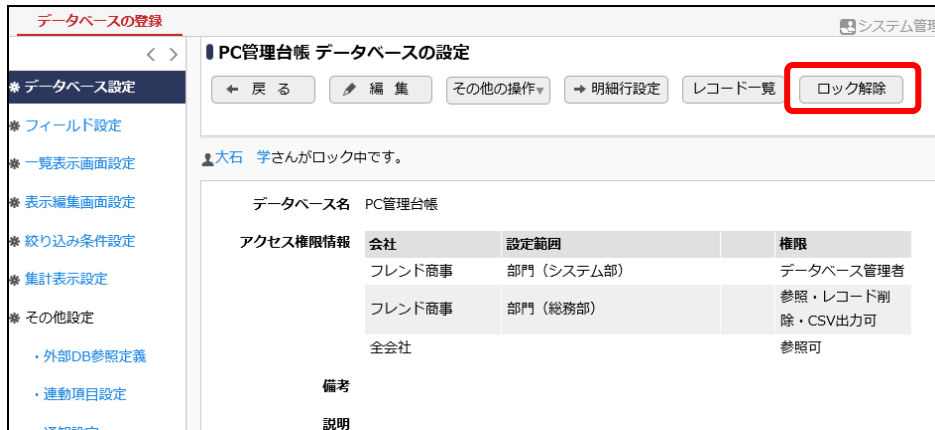 データベースの登録
システム管理
< >
PC管理台帳 データベースの設定
データベース設定
← 戻 る 編 集 その他の操作▼ → 明細行設定 レコード一覧 ロック解除
フィールド設定
一覧表示画面設定
大石 学さんがロック中です。
表示編集画面設定
データベース名 PC管理台帳
絞り込み条件設定
アクセス権限情報 会社 設定範囲 権限
フレンド商事 部門（システム部） データベース管理者
集計表示設定
フレンド商事 部門（総務部） 参照・レコード削
除・CSV出力可
その他設定
全会社 参照可
・外部DB参照定義
備考
・連動項目設定
説明